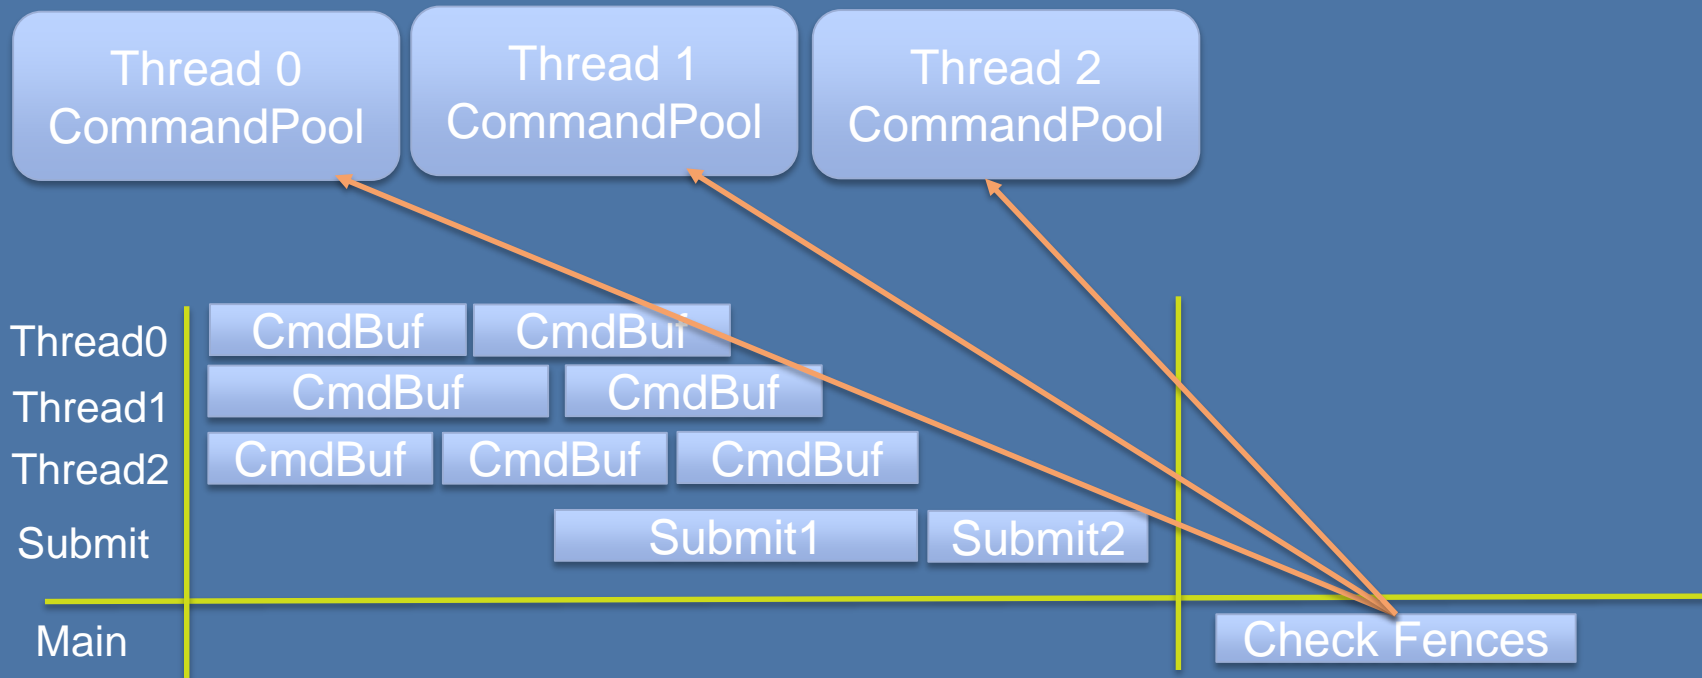 Thread 0
CommandPool
Thread 1
CommandPool
Thread 2
CommandPool
Thread0
CmdBuf
CmdBuf
Thread1
CmdBuf
CmdBuf
Thread2
CmdBuf
CmdBuf
CmdBuf
Submit
Submit1
Submit2
Main
Check Fences